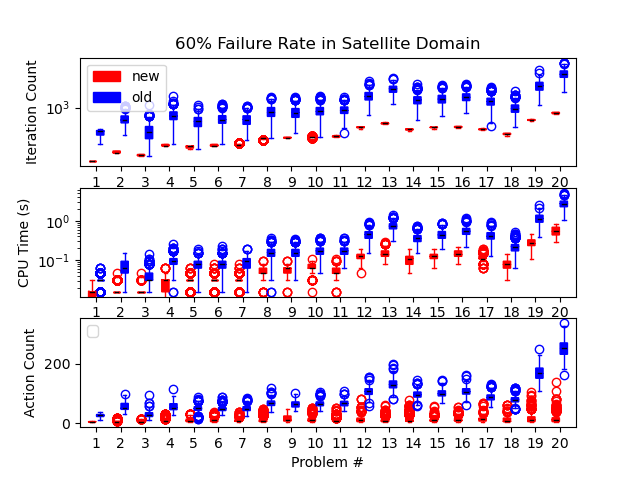 60% Failure Rate in Satellite Domain
Iteration Count
new
old
10³
1 2 3 4 5 6 7 8 9 10 11 12 13 14 15 16 17 18 19 20
CPU Time (s)
10⁰
10⁻¹
1 2 3 4 5 6 7 8 9 10 11 12 13 14 15 16 17 18 19 20
Action Count
200
0
1 2 3 4 5 6 7 8 9 10 11 12 13 14 15 16 17 18 19 20
Problem #